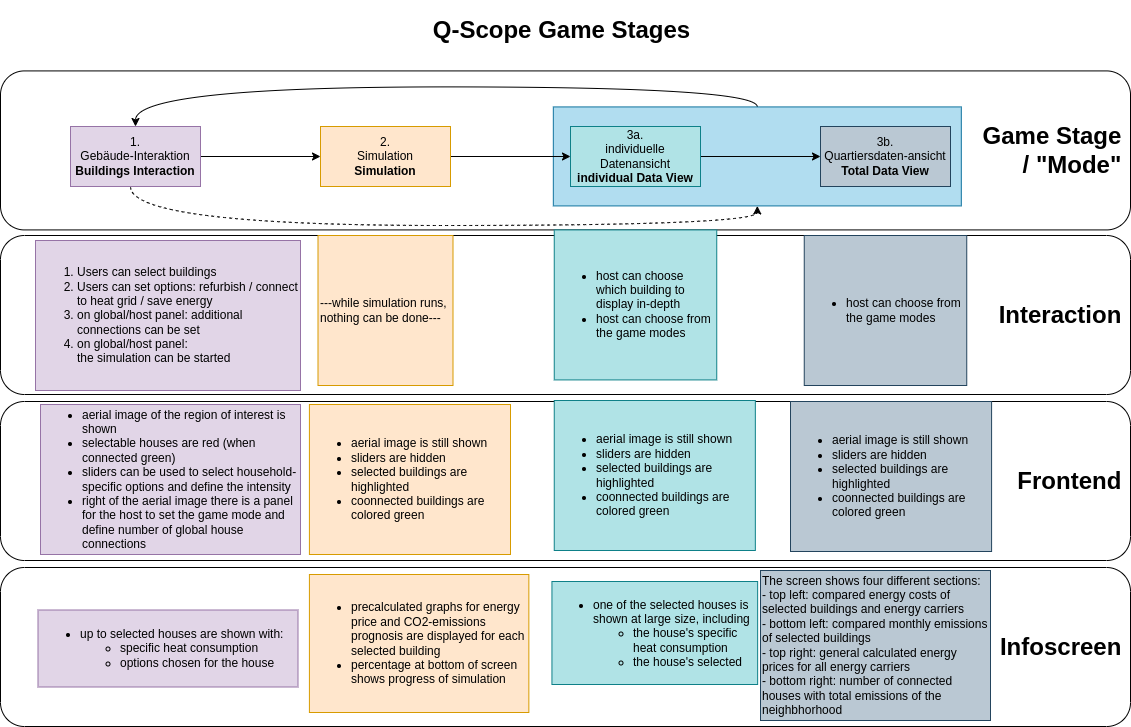 Q-Scope Game Stages
1.
Gebäude-Interaktion
Buildings Interaction
2.
Simulation
Simulation
3a.
individuelle
Datenansicht
individual Data View
3b.
Quartiersdaten-ansicht
Total Data View
Game Stage
/ "Mode"
1. Users can select buildings
2. Users can set options: refurbish / connect
to heat grid / save energy
3. on global/host panel: additional
connections can be set
4. on global/host panel:
the simulation can be started
---while simulation runs,
nothing can be done---
• host can choose
which building to
display in-depth
• host can choose from
the game modes
• host can choose from
the game modes
Interaction
• aerial image of the region of interest is
shown
• selectable houses are red (when
connected green)
• sliders can be used to select household-
specific options and define the intensity
• right of the aerial image there is a panel
for the host to set the game mode and
define number of global house
connections
• aerial image is still shown
• sliders are hidden
• selected buildings are
highlighted
• coonnected buildings are
colored green
• aerial image is still shown
• sliders are hidden
• selected buildings are
highlighted
• coonnected buildings are
colored green
• aerial image is still shown
• sliders are hidden
• selected buildings are
highlighted
• coonnected buildings are
colored green
Frontend
• up to selected houses are shown with:
◦ specific heat consumption
◦ options chosen for the house
• precalculated graphs for energy
price and CO2-emissions
prognosis are displayed for each
selected building
• percentage at bottom of screen
shows progress of simulation
• one of the selected houses is
shown at large size, including
◦ the house's specific
heat consumption
◦ the house's selected
The screen shows four different sections:
- top left: compared energy costs of
selected buildings and energy carriers
- bottom left: compared monthly emissions
of selected buildings
- top right: general calculated energy
prices for all energy carriers
- bottom right: number of connected
houses with total emissions of the
neighbhorhood
Infoscreen